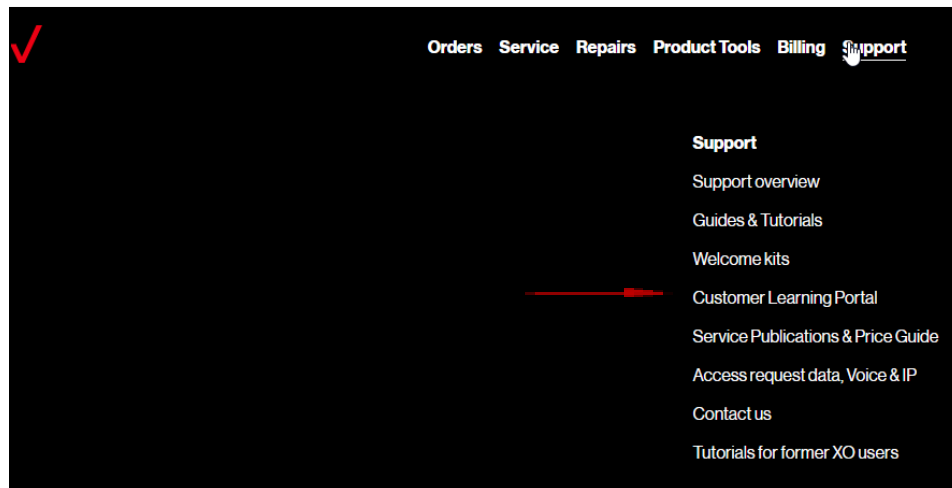 Orders Service Repairs Product Tools Billing Support
Support
Support overview
Guides & Tutorials
Welcome kits
Customer Learning Portal
Service Publications & Price Guide
Access request data, Voice & IP
Contact us
Tutorials for former XO users